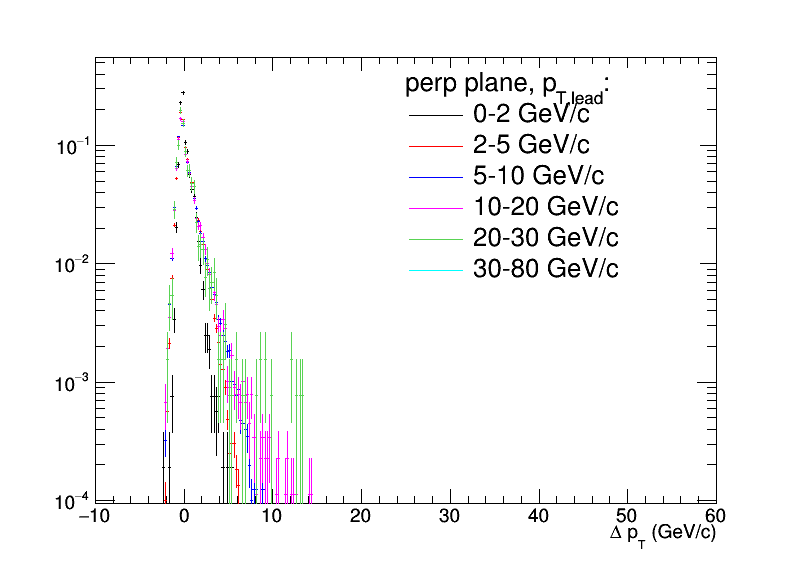 perp plane, p_T,lead:
0-2 GeV/c
2-5 GeV/c
5-10 GeV/c
10-20 GeV/c
20-30 GeV/c
30-80 GeV/c
10^−1
10^−2
10^−3
10^−4
−10 0 10 20 30 40 50 60
Δ p_T (GeV/c)